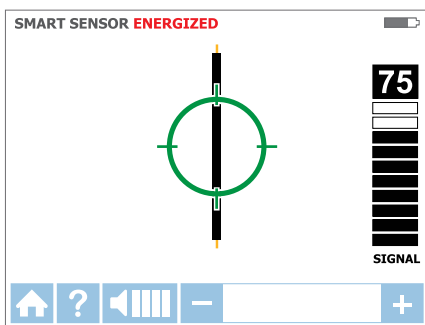 SMART SENSOR ENERGIZED
75
SIGNAL
?
− +